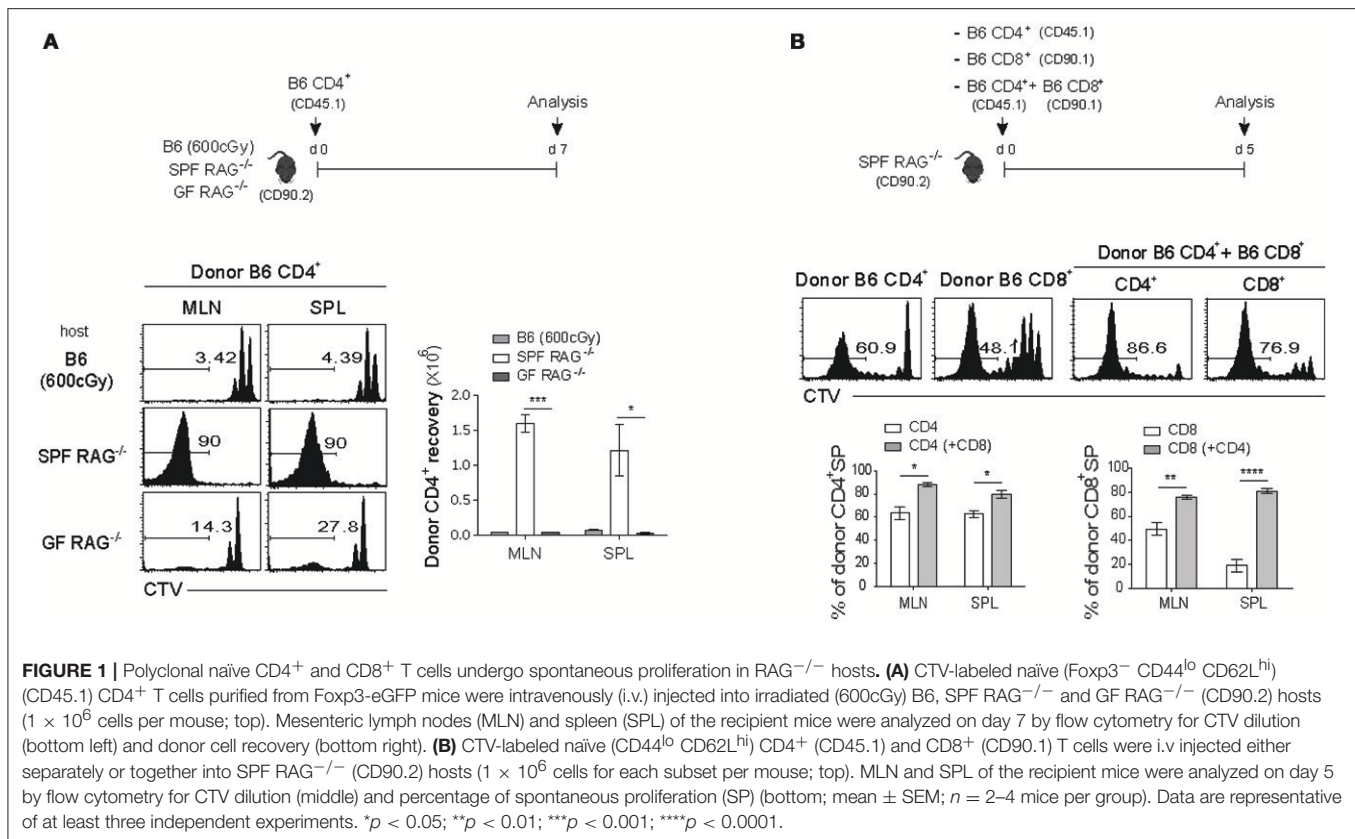 A
B6 CD4⁺
(CD45.1)
Analysis
B6 (600cGy)
SPF RAG⁻/⁻
GF RAG⁻/⁻
(CD90.2)
d 0
d 7
Donor B6 CD4⁺
MLN SPL
host
B6
(600cGy)
3.42
4.39
SPF RAG⁻/⁻
90
90
GF RAG⁻/⁻
14.3
27.8
CTV
B6 (600cGy)
SPF RAG⁻/⁻
GF RAG⁻/⁻
Donor CD4⁺ recovery (X10⁶)
2.0
1.5
1.0
0.5
0.0
***
*
MLN
SPL
B
- B6 CD4⁺ (CD45.1)
- B6 CD8⁺ (CD90.1)
- B6 CD4⁺ + B6 CD8⁺
(CD45.1) (CD90.1)
Analysis
SPF RAG⁻/⁻
(CD90.2)
d 0
d 5
Donor B6 CD4⁺ + B6 CD8⁺
Donor B6 CD4⁺ Donor B6 CD8⁺ CD4⁺ CD8⁺
60.9
48.1
86.6
76.9
CTV
CD4
CD4 (+CD8)
% of donor CD4⁺SP
100
80
60
40
20
0
*
*
MLN
SPL
CD8
CD8 (+CD4)
% of donor CD8⁺SP
100
80
60
40
20
0
**
****
MLN
SPL
FIGURE 1 | Polyclonal naïve CD4⁺ and CD8⁺ T cells undergo spontaneous proliferation in RAG⁻/⁻ hosts. (A) CTV-labeled naïve (Foxp3⁻ CD44ˡᵒ CD62Lʰⁱ)
(CD45.1) CD4⁺ T cells purified from Foxp3-eGFP mice were intravenously (i.v.) injected into irradiated (600cGy) B6, SPF RAG⁻/⁻ and GF RAG⁻/⁻ (CD90.2) hosts
(1 × 10⁶ cells per mouse; top). Mesenteric lymph nodes (MLN) and spleen (SPL) of the recipient mice were analyzed on day 7 by flow cytometry for CTV dilution
(bottom left) and donor cell recovery (bottom right). (B) CTV-labeled naïve (CD44ˡᵒ CD62Lʰⁱ) CD4⁺ (CD45.1) and CD8⁺ (CD90.1) T cells were i.v injected either
separately or together into SPF RAG⁻/⁻ (CD90.2) hosts (1 × 10⁶ cells for each subset per mouse; top). MLN and SPL of the recipient mice were analyzed on day 5
by flow cytometry for CTV dilution (middle) and percentage of spontaneous proliferation (SP) (bottom; mean ± SEM; n = 2–4 mice per group). Data are representative
of at least three independent experiments. *p < 0.05; **p < 0.01; ***p < 0.001; ****p < 0.0001.